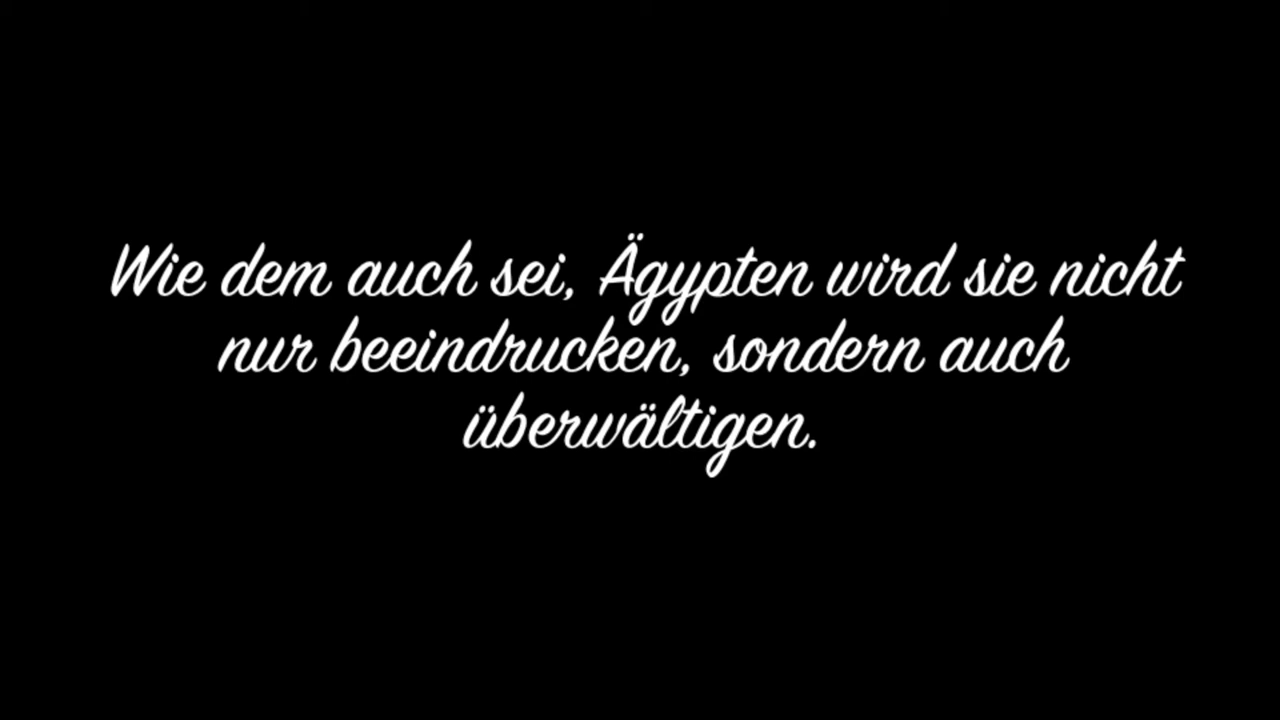 Wie dem auch sei, Ägypten wird sie nicht
nur beeindrucken, sondern auch
überwältigen.